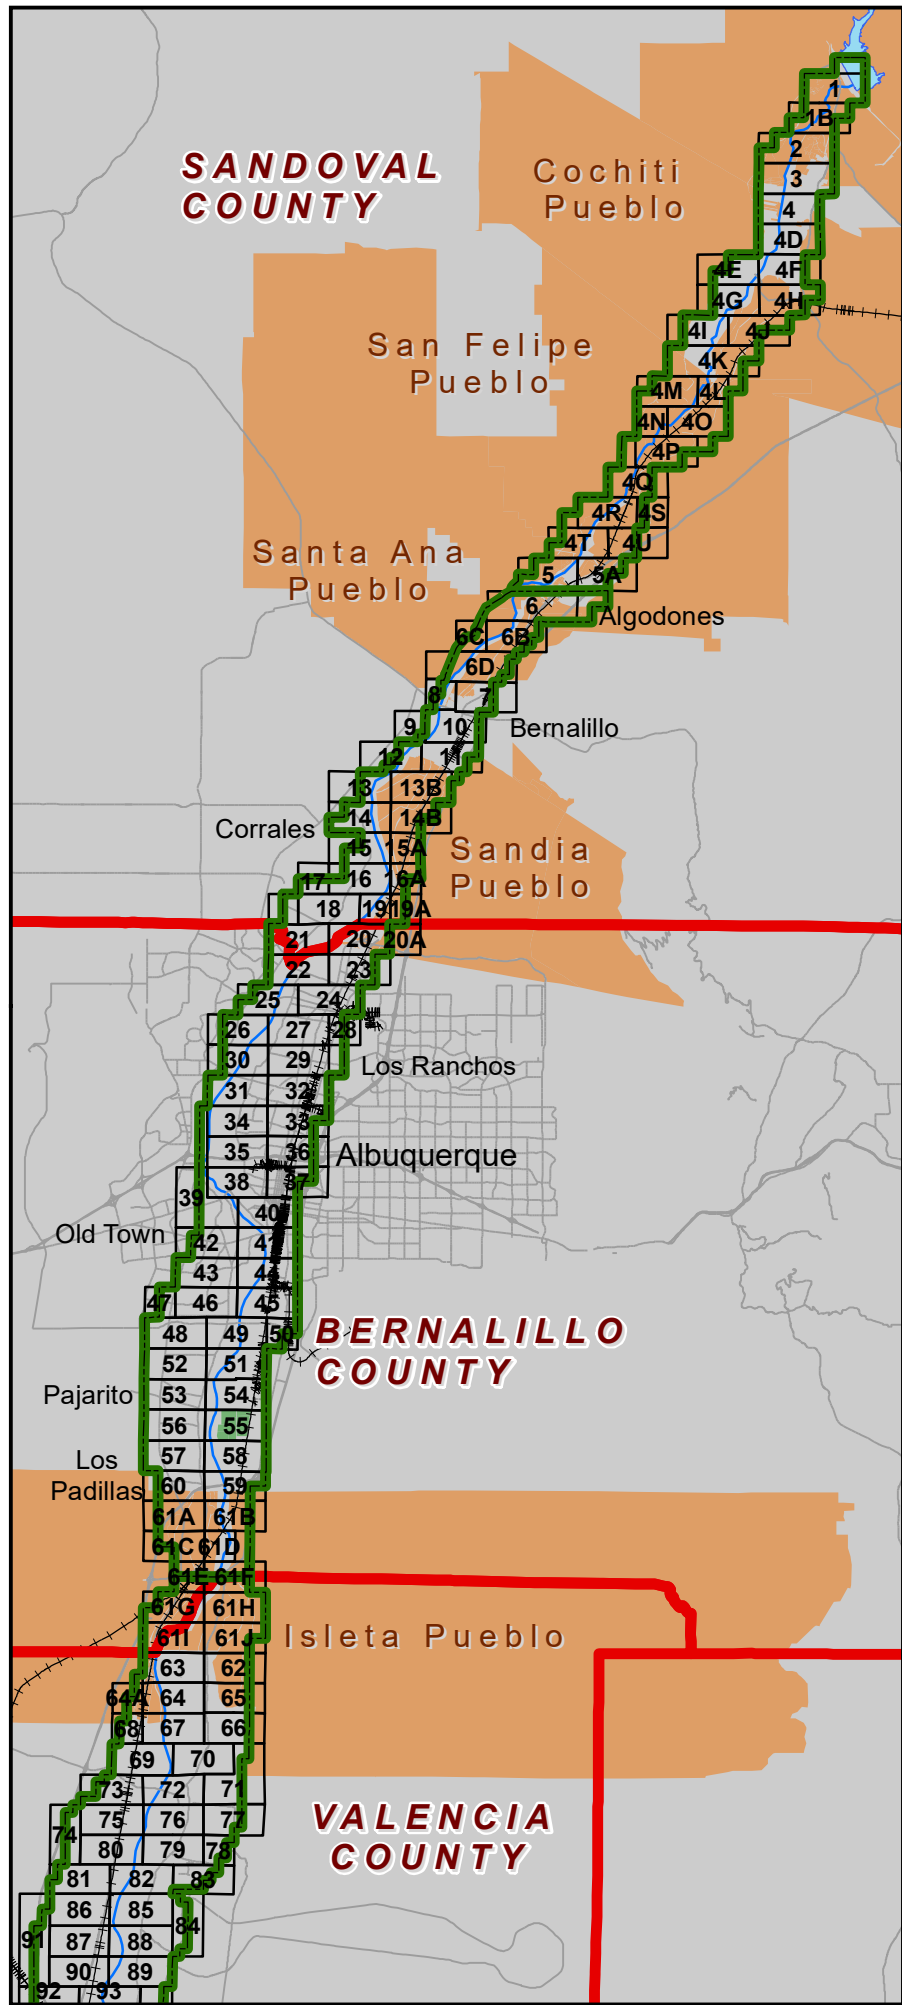 1
1B
SANDOVAL
COUNTY
2
Cochiti
Pueblo
3
4
4D
4E 4F
4G 4H
4I 4J
San Felipe
Pueblo
4K
4M 4L
4N 4O
4P
4Q
4R 4S
4T 4U
Santa Ana
Pueblo
5 5A
6
Algodones
6C 6B
6D
8 7
9 10
Bernalillo
12 11
13 13B
14 14B
Corrales
15 15A
Sandia
Pueblo
17 16 16A
18 19 19A
21 20 20A
22 23
25 24
26 27 28
30 29
Los Ranchos
31 32
34 33
35 36
Albuquerque
38 37
39
40
Old Town
42 41
43 44
47 46 45
48 49 50
BERNALILLO
COUNTY
52 51
Pajarito
53 54
56 55
57 58
Los
Padillas
60 59
61A 61B
61C 61D
61E 61F
61G 61H
61I 61J
Isleta Pueblo
63 62
64A 64 65
68 67 66
69 70
73 72 71
75 76 77
74
VALENCIA
COUNTY
80 79 78
81 82 83
86 85
84
91 87 88
90 89
92 93